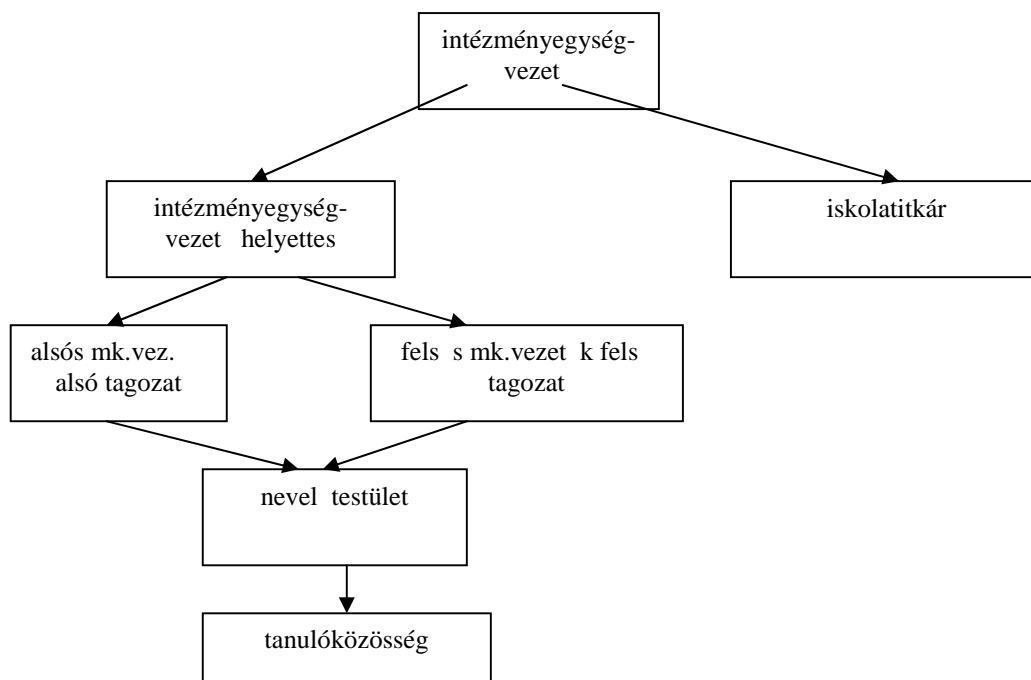 intézményegység-
vezet
intézményegység-
vezet helyettes
iskolatitkár
alsós mk.vez.
alsó tagozat
fels s mk.vezet k fels
tagozat
nevel testület
tanulóközösség